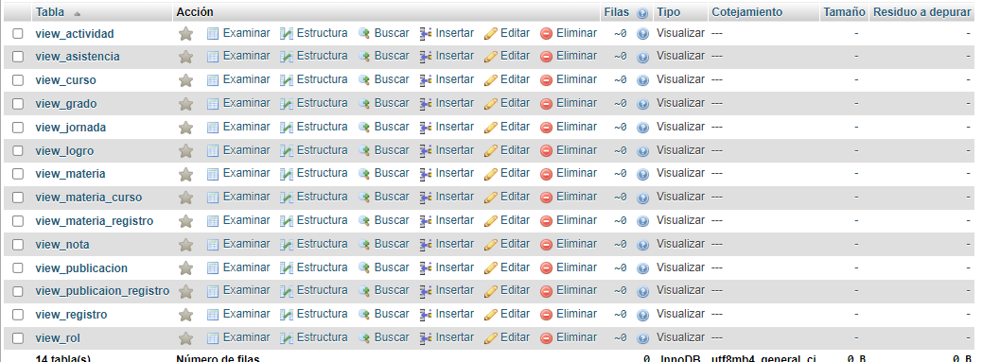 Tabla Acción Filas Tipo Cotejamiento Tamaño Residuo a depurar
view_actividad Examinar Estructura Buscar Insertar Editar Eliminar ~0 Visualizar --- - -
view_asistencia Examinar Estructura Buscar Insertar Editar Eliminar ~0 Visualizar --- - -
view_curso Examinar Estructura Buscar Insertar Editar Eliminar ~0 Visualizar --- - -
view_grado Examinar Estructura Buscar Insertar Editar Eliminar ~0 Visualizar --- - -
view_jornada Examinar Estructura Buscar Insertar Editar Eliminar ~0 Visualizar --- - -
view_logro Examinar Estructura Buscar Insertar Editar Eliminar ~0 Visualizar --- - -
view_materia Examinar Estructura Buscar Insertar Editar Eliminar ~0 Visualizar --- - -
view_materia_curso Examinar Estructura Buscar Insertar Editar Eliminar ~0 Visualizar --- - -
view_materia_registro Examinar Estructura Buscar Insertar Editar Eliminar ~0 Visualizar --- - -
view_nota Examinar Estructura Buscar Insertar Editar Eliminar ~0 Visualizar --- - -
view_publicacion Examinar Estructura Buscar Insertar Editar Eliminar ~0 Visualizar --- - -
view_publicaion_registro Examinar Estructura Buscar Insertar Editar Eliminar ~0 Visualizar --- - -
view_registro Examinar Estructura Buscar Insertar Editar Eliminar ~0 Visualizar --- - -
view_rol Examinar Estructura Buscar Insertar Editar Eliminar ~0 Visualizar --- - -
14 tabla(s) Número de filas 0 InnoDB utf8mb4_general_ci 0 B 0 B